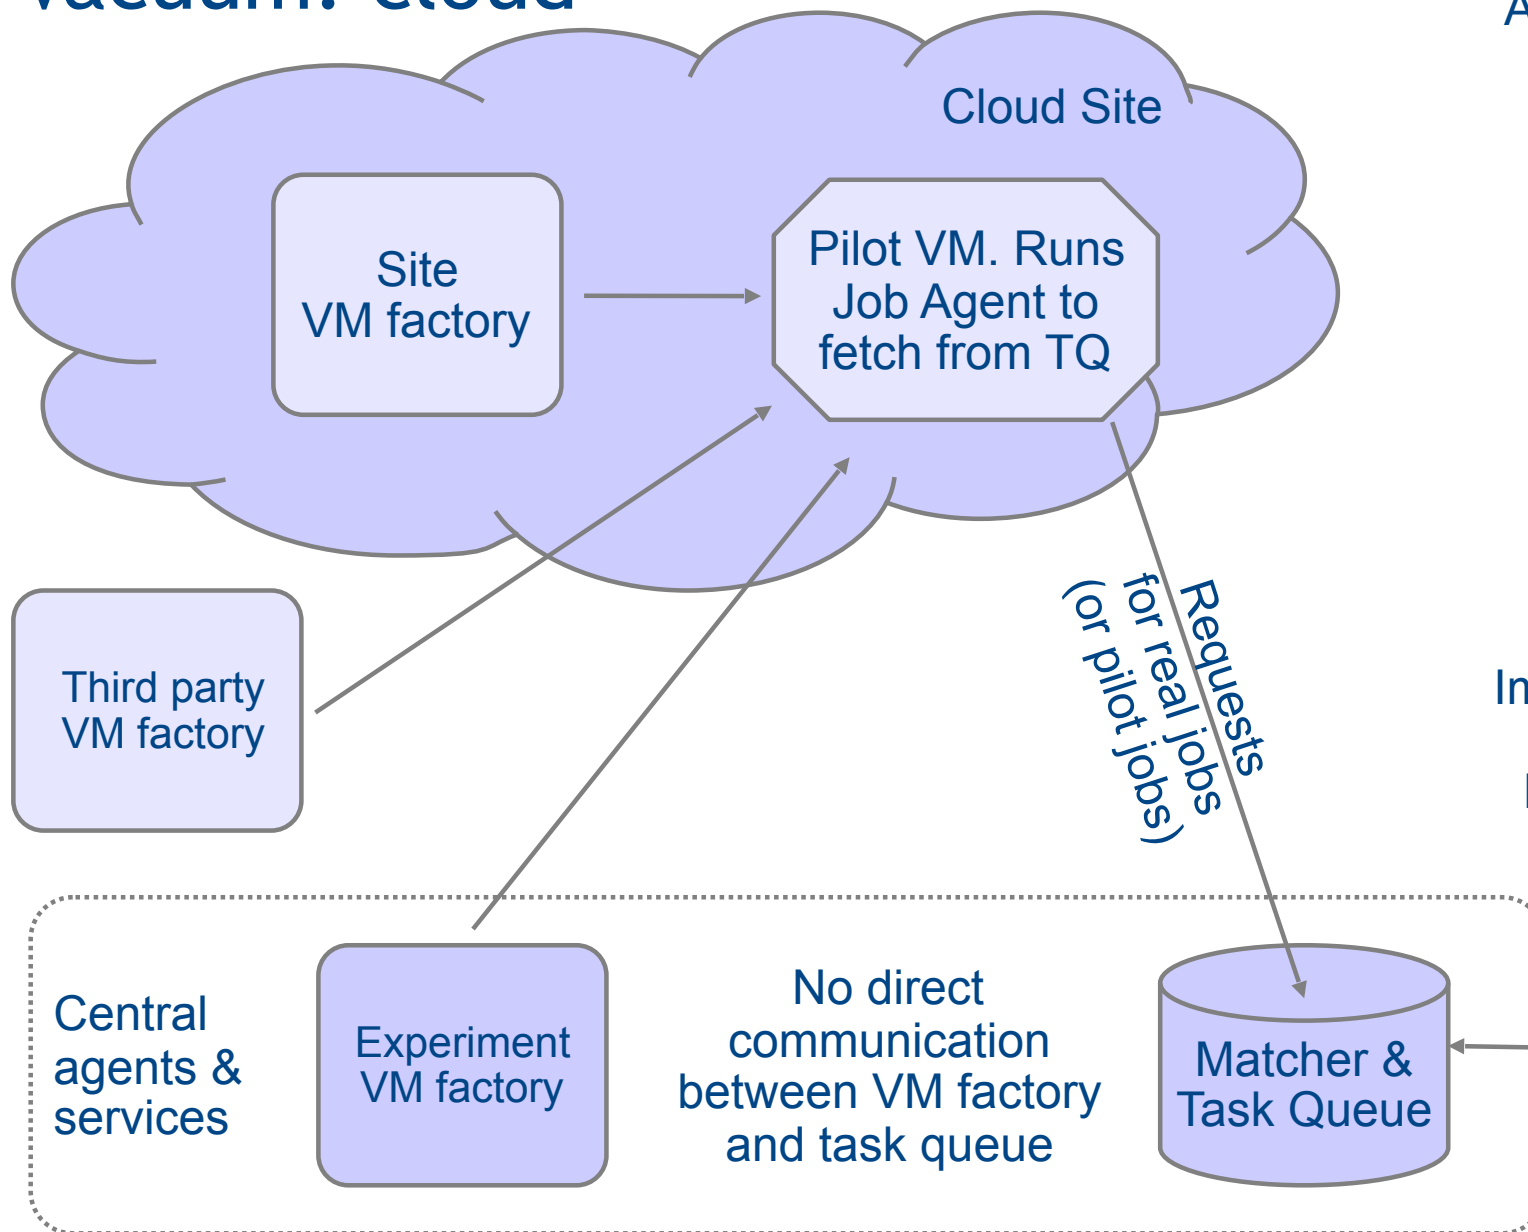 Cloud Site
Site
VM factory
Pilot VM. Runs
Job Agent to
fetch from TQ
Requests
for real jobs
(or pilot jobs)
Third party
VM factory
Central
agents &
services
Experiment
VM factory
No direct
communication
between VM factory
and task queue
Matcher &
Task Queue